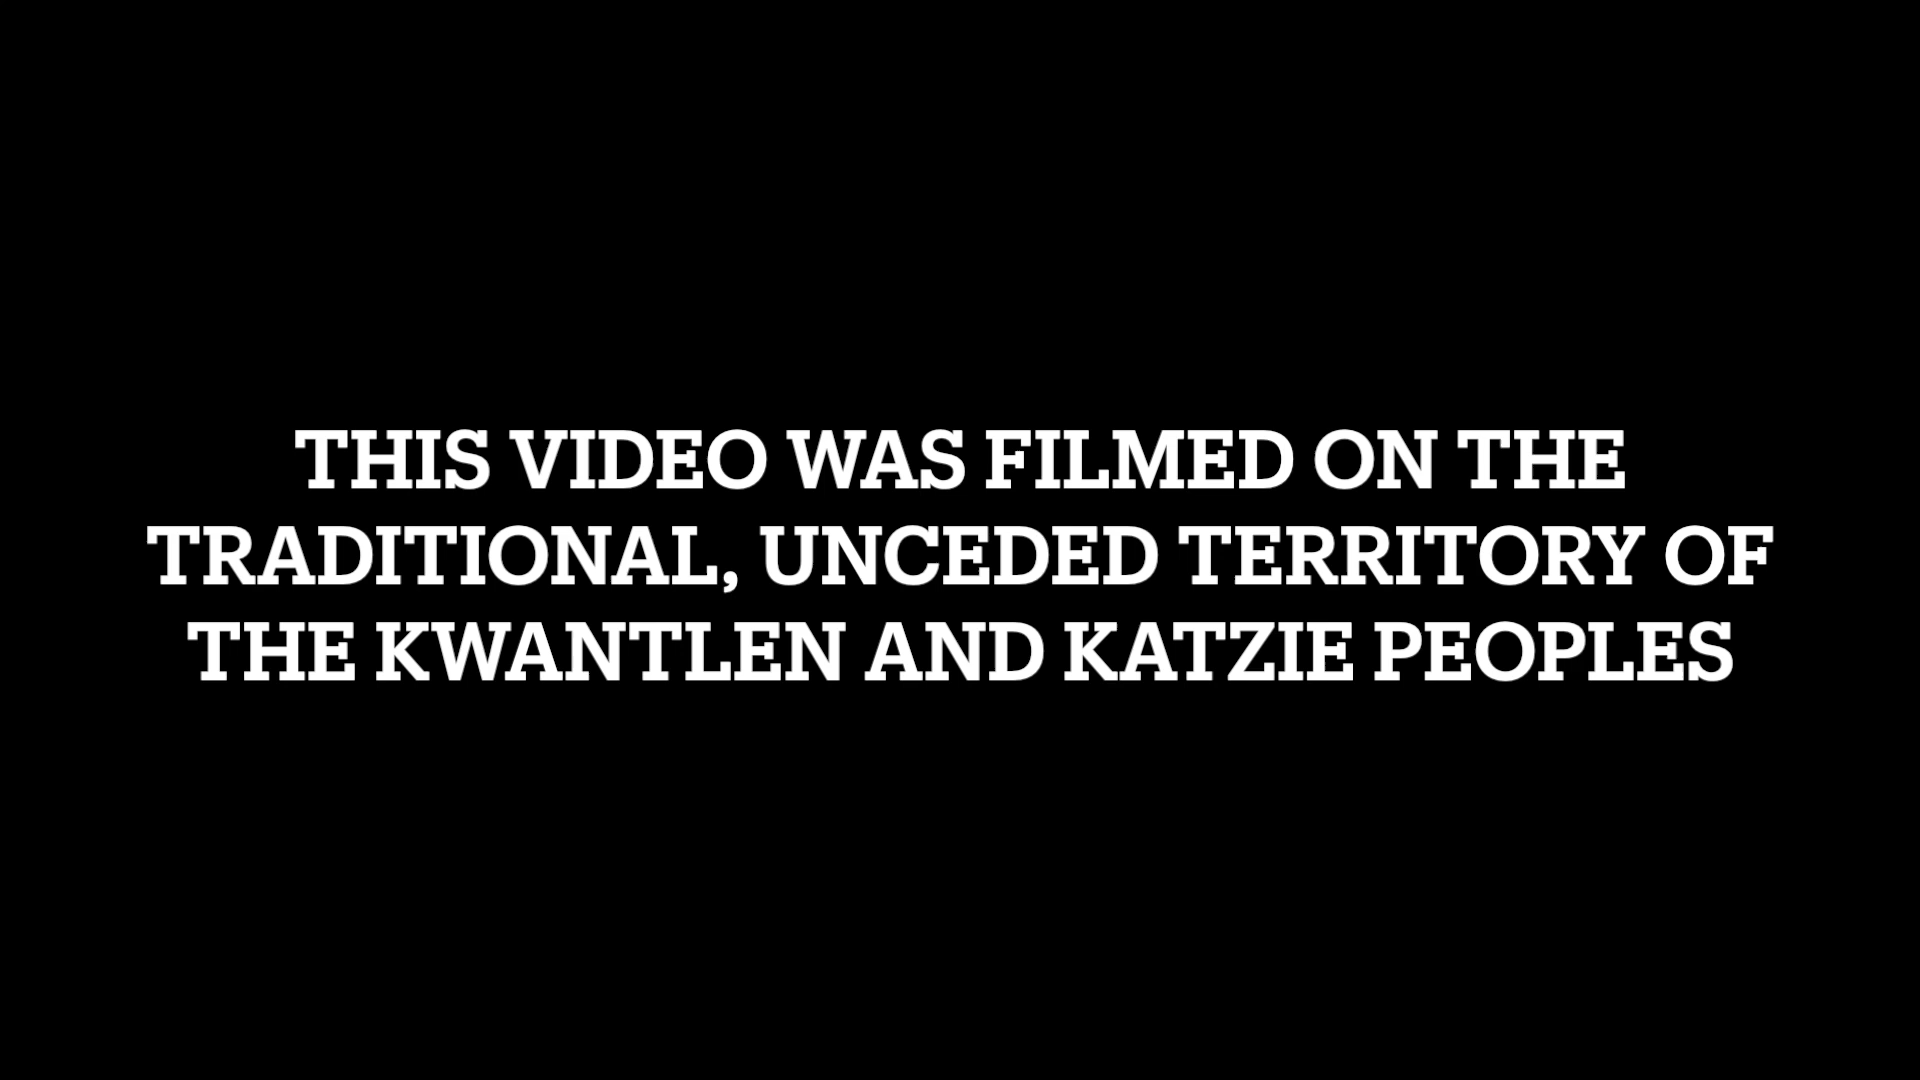 THIS VIDEO WAS FILMED ON THE
TRADITIONAL, UNCEDED TERRITORY OF
THE KWANTLEN AND KATZIE PEOPLES